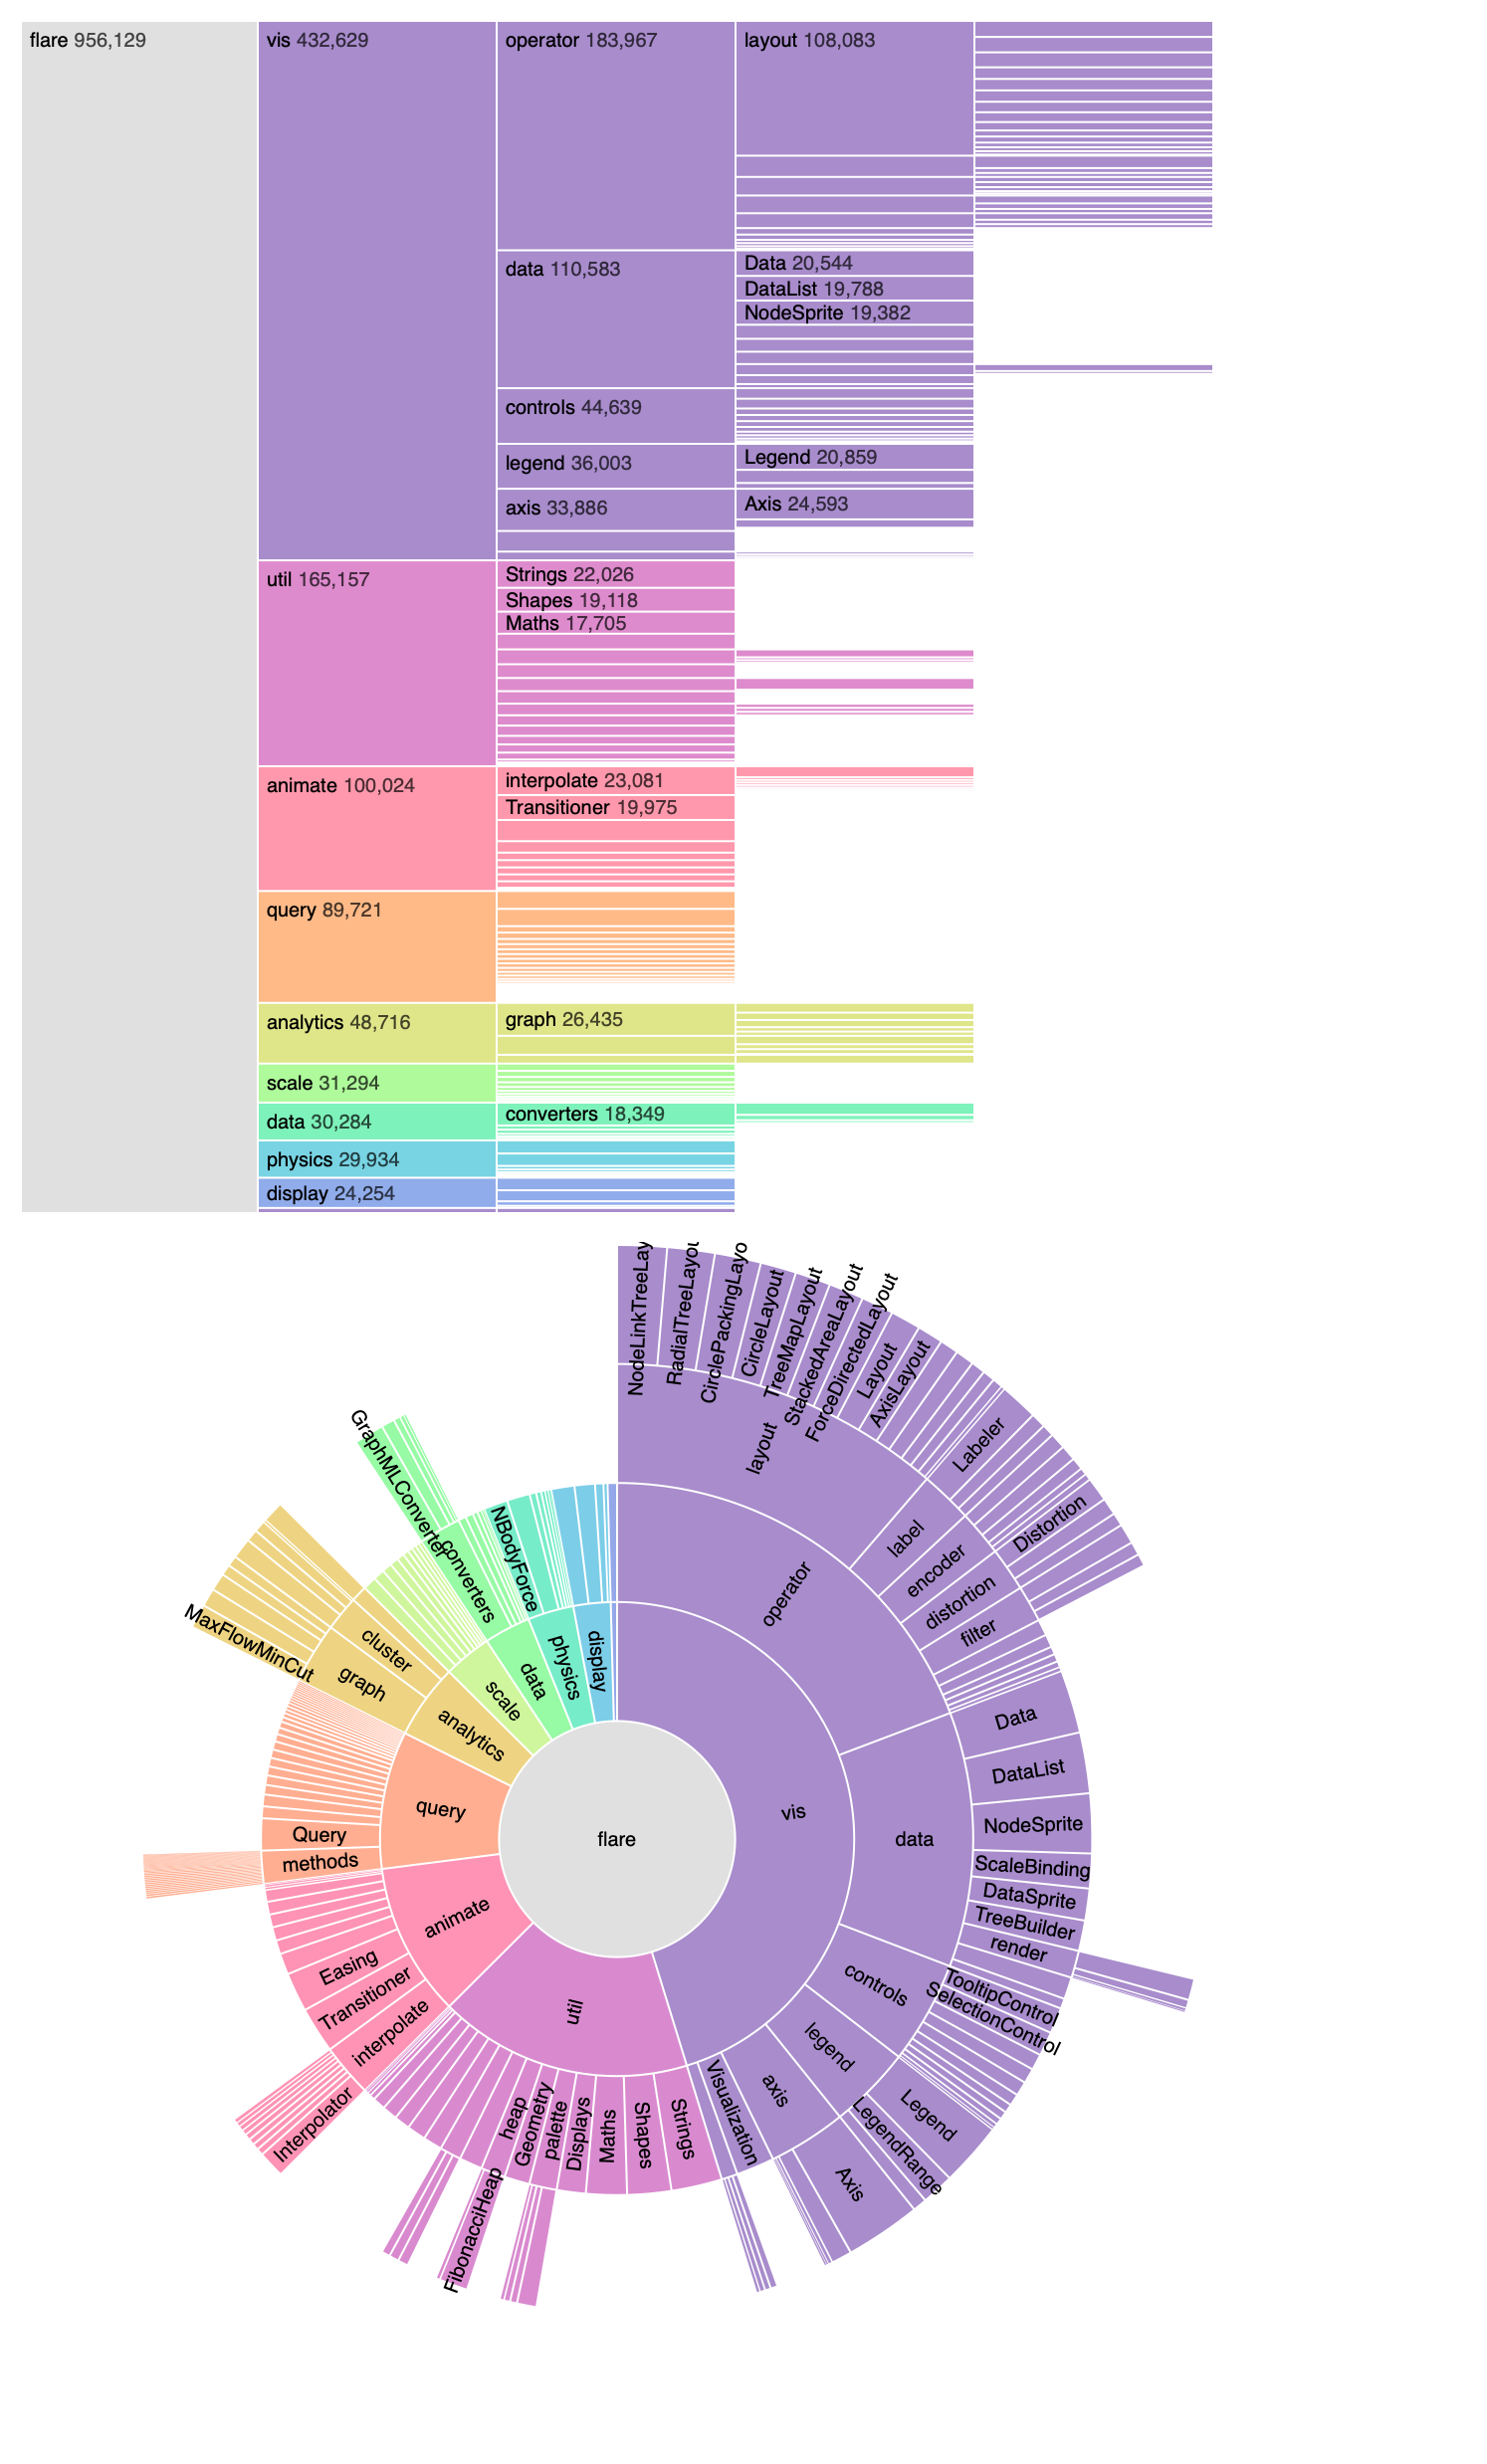 flare 956,129
vis 432,629
operator 183,967
layout 108,083
data 110,583
Data 20,544
DataList 19,788
NodeSprite 19,382
controls 44,639
legend 36,003
Legend 20,859
axis 33,886
Axis 24,593
util 165,157
Strings 22,026
Shapes 19,118
Maths 17,705
animate 100,024
interpolate 23,081
Transitioner 19,975
query 89,721
analytics 48,716
graph 26,435
scale 31,294
data 30,284
converters 18,349
physics 29,934
display 24,254
NodeLinkTreeLay
RadialTreeLayou
CirclePackingLayo
CircleLayout
TreeMapLayout
StackedAreaLayout
ForceDirectedLayout
Layout
AxisLayout
layout
Labeler
label
encoder
Distortion
distortion
filter
operator
Data
DataList
NodeSprite
ScaleBinding
DataSprite
TreeBuilder
render
data
vis
flare
TooltipControl
SelectionControl
controls
legend
Legend
LegendRange
axis
Axis
Visualization
util
Strings
Shapes
Maths
Displays
palette
Geometry
heap
FibonacciHeap
animate
interpolate
Interpolator
Transitioner
Easing
query
methods
Query
analytics
graph
MaxFlowMinCut
cluster
scale
data
converters
GraphMLConverter
physics
NBodyForce
display